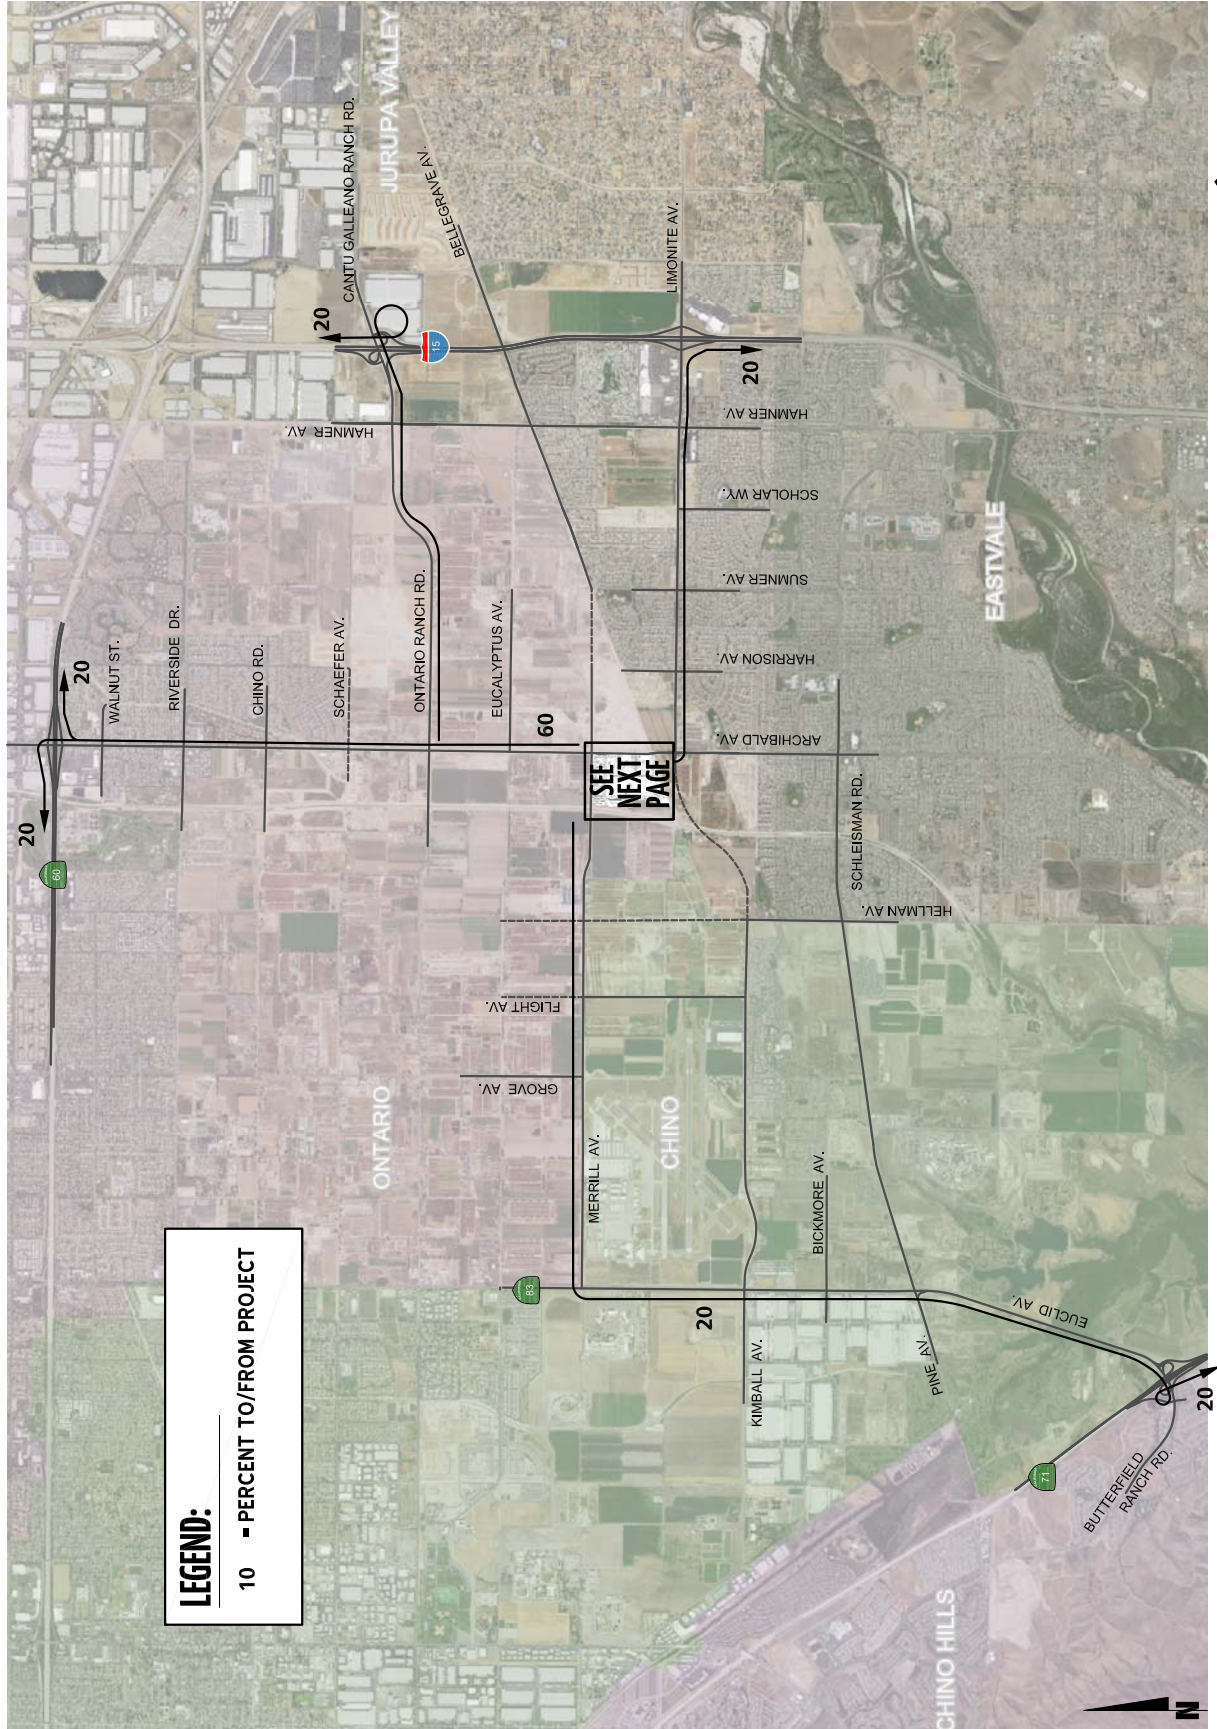 LEGEND:
10 - PERCENT TO/FROM PROJECT
20
20
60
WALNUT ST.
RIVERSIDE DR.
CHINO RD.
SCHAEFER AV.
ONTARIO RANCH RD.
EUCALYPTUS AV.
60
HAMNER AV.
20
CANTU GALLEANO RANCH RD.
JURUPA VALLEY
15
BELLEGRAVE AV.
LIMONITE AV.
20
HAMNER AV.
SCHOLAR WY.
SUMNER AV.
HARRISON AV.
ARCHIBALD AV.
EASTVALE
SEE
NEXT
PAGE
SCHLEISMAN RD.
HELLMAN AV.
FLIGHT AV.
GROVE AV.
ONTARIO
MERRILL AV.
CHINO
BICKMORE AV.
83
20
KIMBALL AV.
PINE AV.
EUCLID AV.
71
BUTTERFIELD
RANCH RD.
20
CHINO HILLS
N